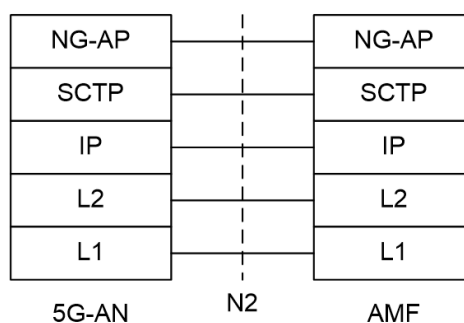 NG-AP NG-AP
SCTP SCTP
IP IP
L2 L2
L1 L1
5G-AN N2 AMF